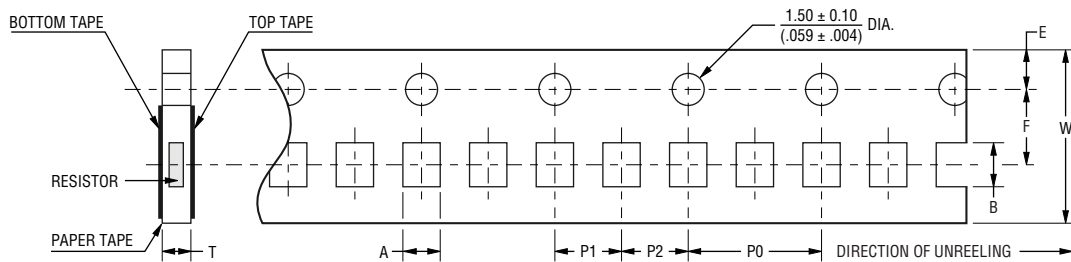 BOTTOM TAPE
TOP TAPE
1.50 ± 0.10
(.059 ± .004)
DIA.
E
F
W
RESISTOR
B
PAPER TAPE
T
A
P1
P2
P0
DIRECTION OF UNREELING